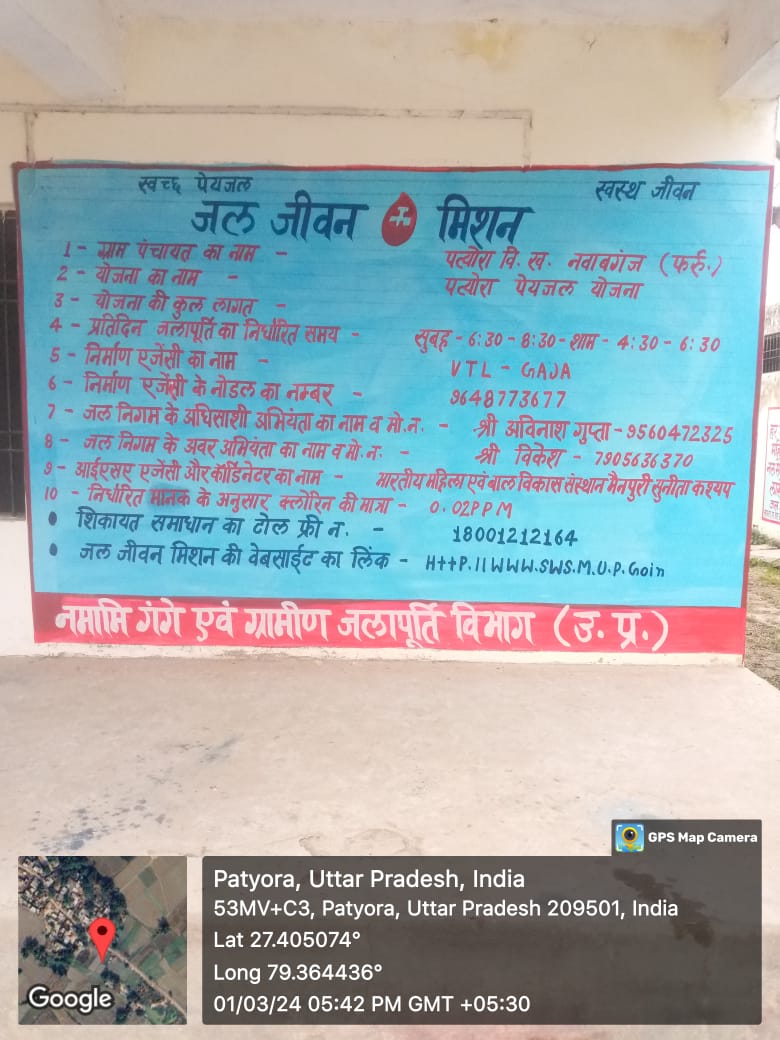 स्वच्छ पेयजल स्वस्थ जीवन
जल जीवन मिशन
1 - ग्राम पंचायत का नाम - पत्योरा वि. ख. नवाबगंज (फर्रु.)
2 - योजना का नाम - पत्योरा पेयजल योजना
3 - योजना की कुल लागत -
4 - प्रतिदिन जलापूर्ति का निर्धारित समय - सुबह - 6:30 - 8:30 - शाम - 4:30 - 6:30
5 - निर्माण एजेंसी का नाम - VTL - GAJA
6 - निर्माण एजेंसी के नोडल का नम्बर - 9648773677
7 - जल निगम के अधिसाशी अभियंता का नाम व मो.न. - श्री अविनाश गुप्ता - 9560472325
8 - जल निगम के अवर अभियंता का नाम व मो.न. - श्री विकेश - 7905636370
9 - आईएसए एजेंसी और कॉर्डिनेटर का नाम - भारतीय महिला एवं बाल विकास संस्थान मैनपुरी सुनीता कश्यप
10 - निर्धारित मानक के अनुसार क्लोरिन की मात्रा - 0.02PPM
• शिकायत समाधान का टोल फ्री न. - 18001212164
• जल जीवन मिशन की वेबसाईट का लिंक - H++P.IIWWW.SWS.M.U.P.Goin
नमामि गंगे एवं ग्रामीण जलापूर्ति विभाग (उ.प्र.)
GPS Map Camera
Patyora, Uttar Pradesh, India
53MV+C3, Patyora, Uttar Pradesh 209501, India
Lat 27.405074°
Long 79.364436°
01/03/24 05:42 PM GMT +05:30
Google